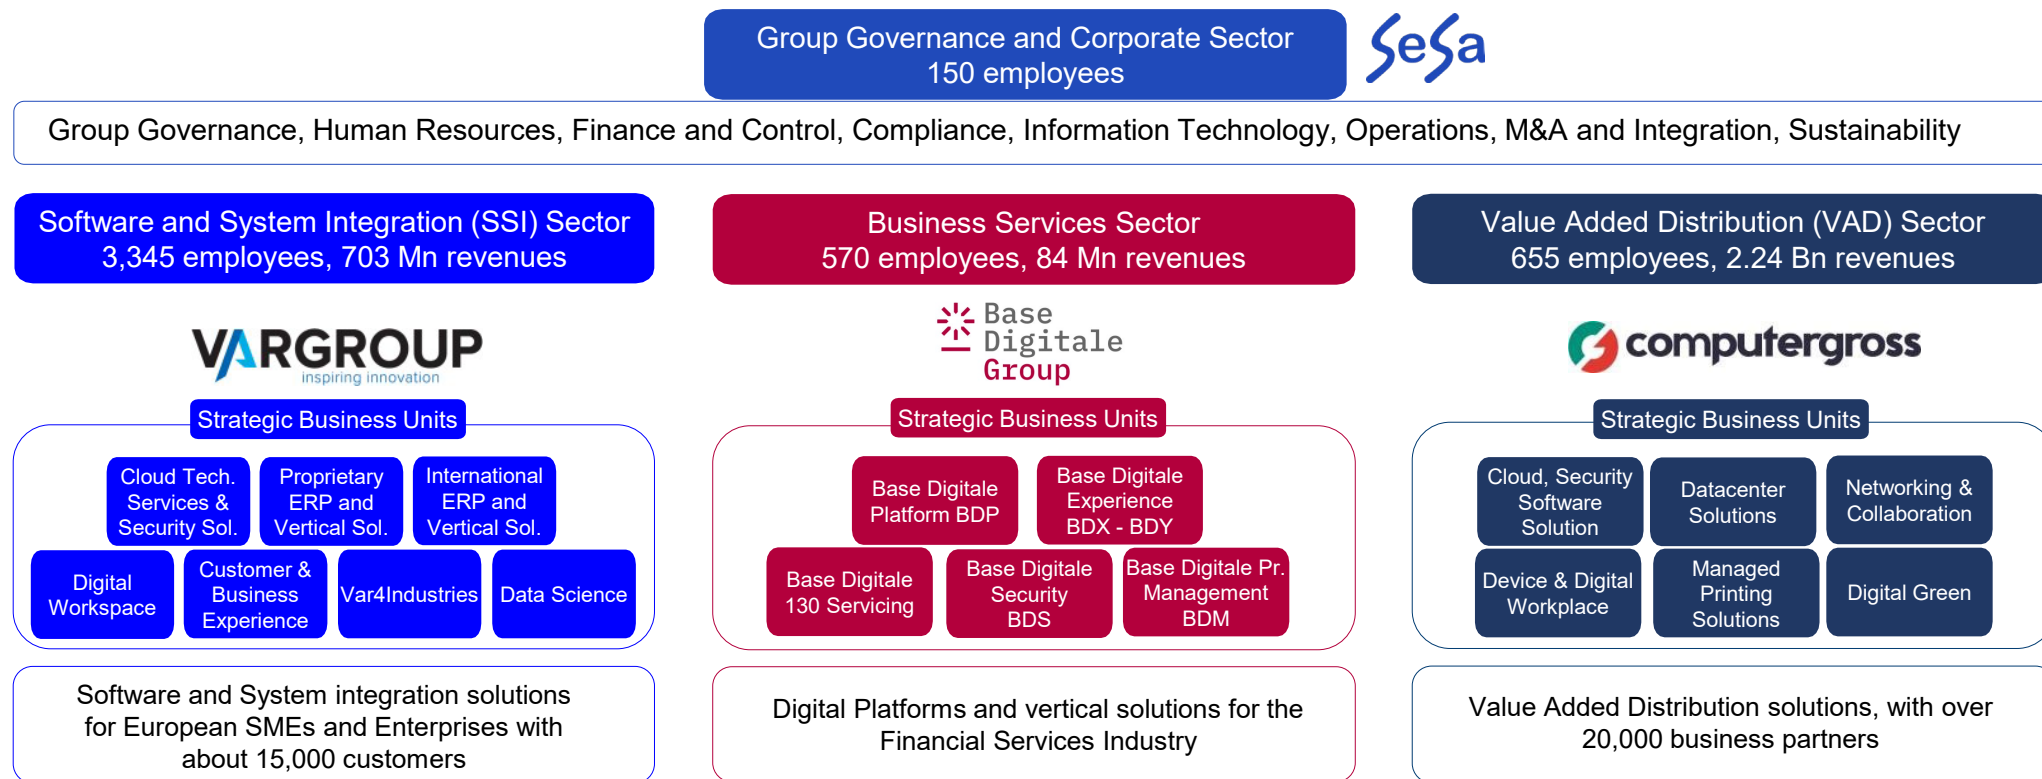 Group Governance and Corporate Sector
150 employees
SeSa
Group Governance, Human Resources, Finance and Control, Compliance, Information Technology, Operations, M&A and Integration, Sustainability
Software and System Integration (SSI) Sector
3,345 employees, 703 Mn revenues
VARGROUP
inspiring innovation
Strategic Business Units
Cloud Tech.
Services &
Security Sol.
Proprietary
ERP and
Vertical Sol.
International
ERP and
Vertical Sol.
Digital
Workspace
Customer &
Business
Experience
Var4Industries
Data Science
Software and System integration solutions
for European SMEs and Enterprises with
about 15,000 customers
Business Services Sector
570 employees, 84 Mn revenues
Base
Digitale
Group
Strategic Business Units
Base Digitale
Platform BDP
Base Digitale
Experience
BDX - BDY
Base Digitale
130 Servicing
Base Digitale
Security
BDS
Base Digitale Pr.
Management
BDM
Digital Platforms and vertical solutions for the
Financial Services Industry
Value Added Distribution (VAD) Sector
655 employees, 2.24 Bn revenues
computergross
Strategic Business Units
Cloud, Security
Software
Solution
Datacenter
Solutions
Networking &
Collaboration
Device & Digital
Workplace
Managed
Printing
Solutions
Digital Green
Value Added Distribution solutions, with over
20,000 business partners